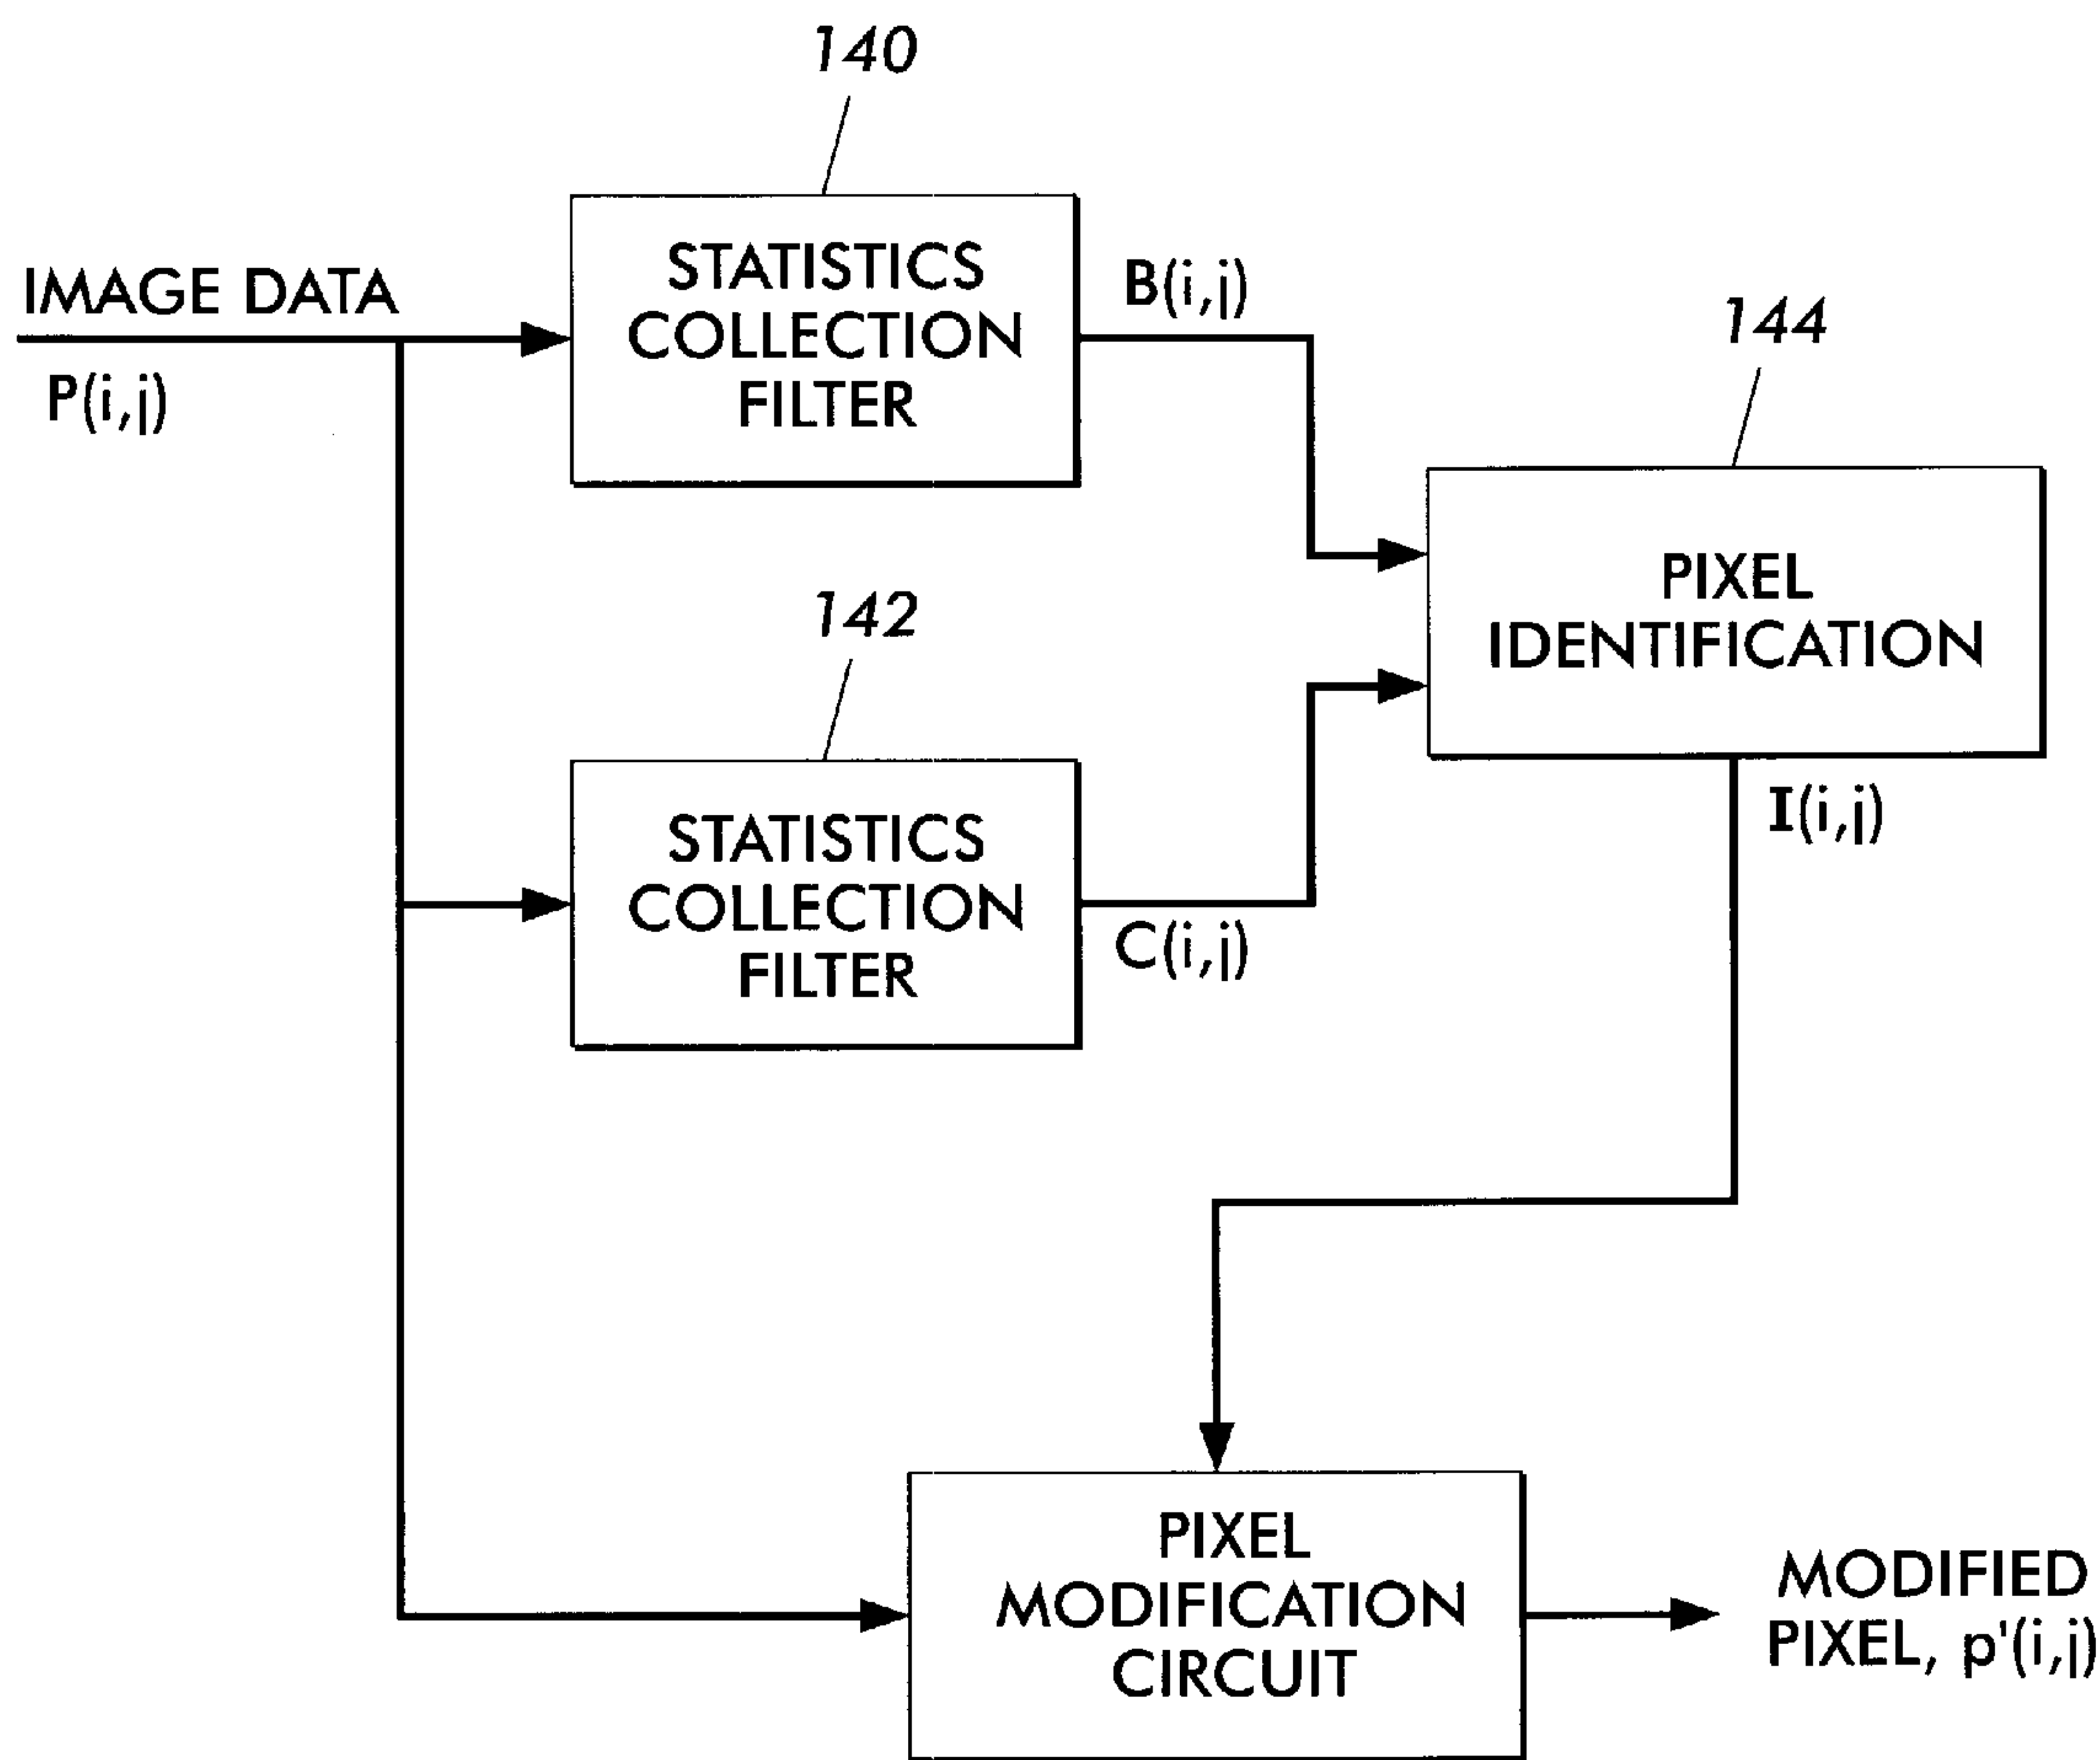 140
STATISTICS
COLLECTION
FILTER
IMAGE DATA
P(i,j)
B(i,j)
144
PIXEL
IDENTIFICATION
142
STATISTICS
COLLECTION
FILTER
C(i,j)
I(i,j)
PIXEL
MODIFICATION
CIRCUIT
MODIFIED
PIXEL, p'(i,j)